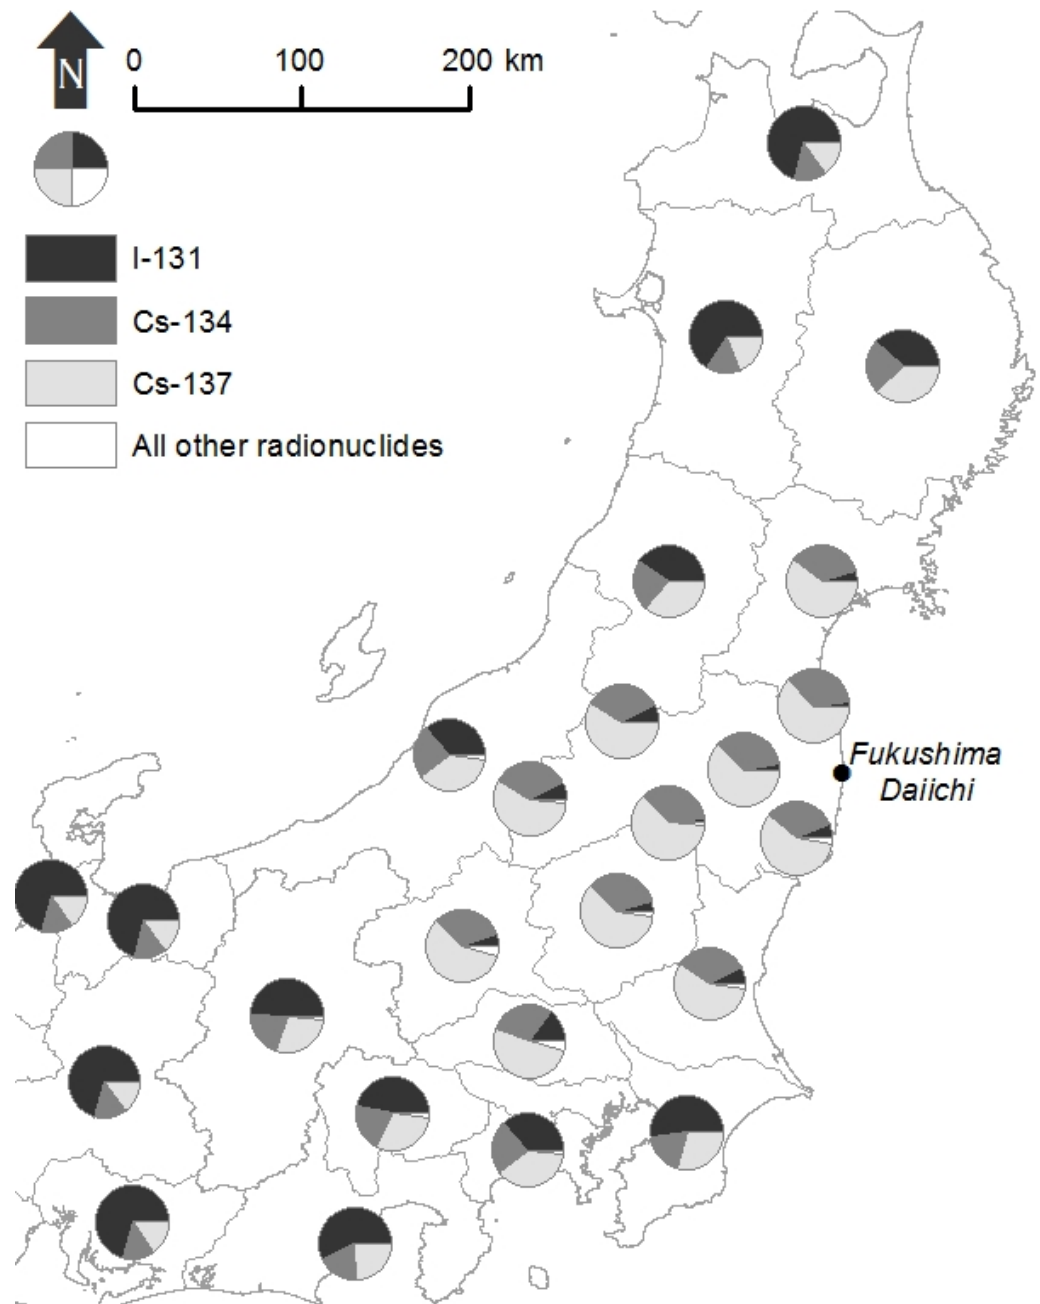 0 100 200 km
N
I-131
Cs-134
Cs-137
All other radionuclides
Fukushima
Daiichi